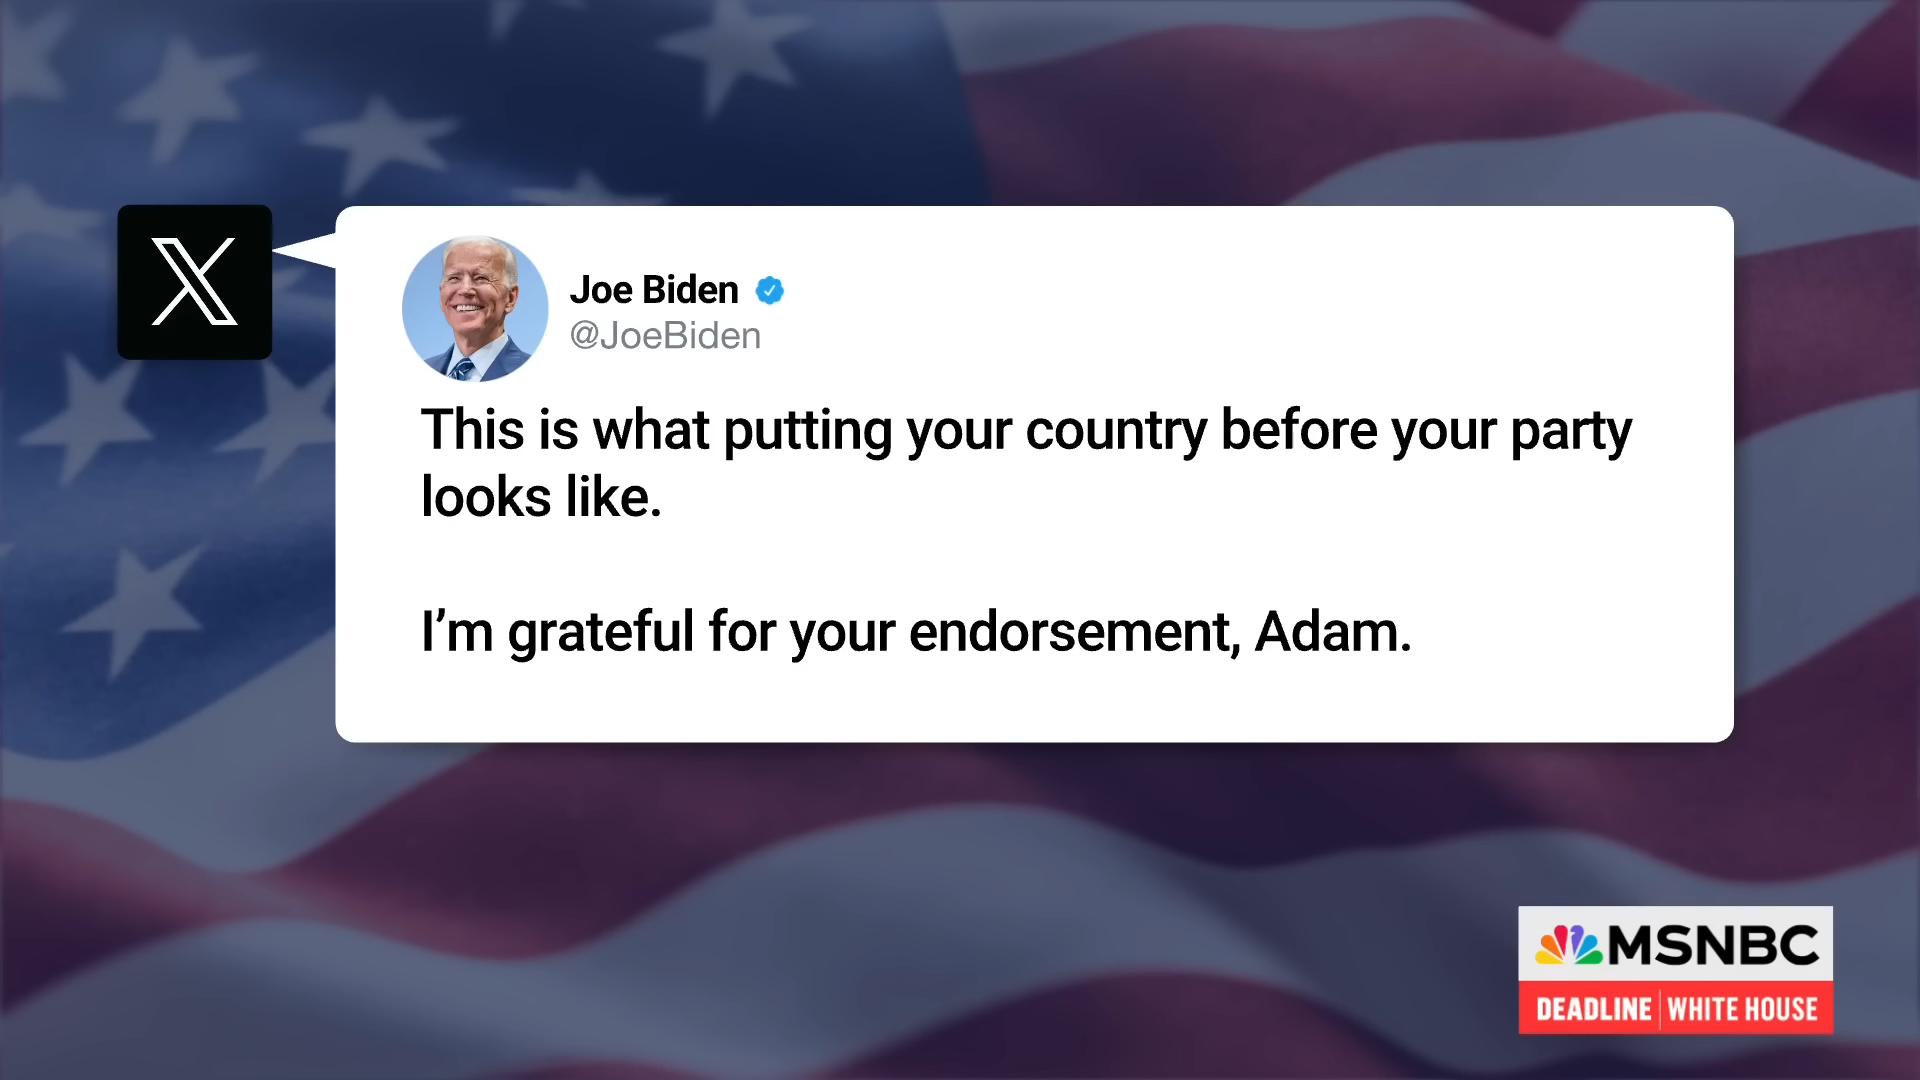 X
Joe Biden
@JoeBiden
This is what putting your country before your party
looks like.
I’m grateful for your endorsement, Adam.
MSNBC
DEADLINE | WHITE HOUSE